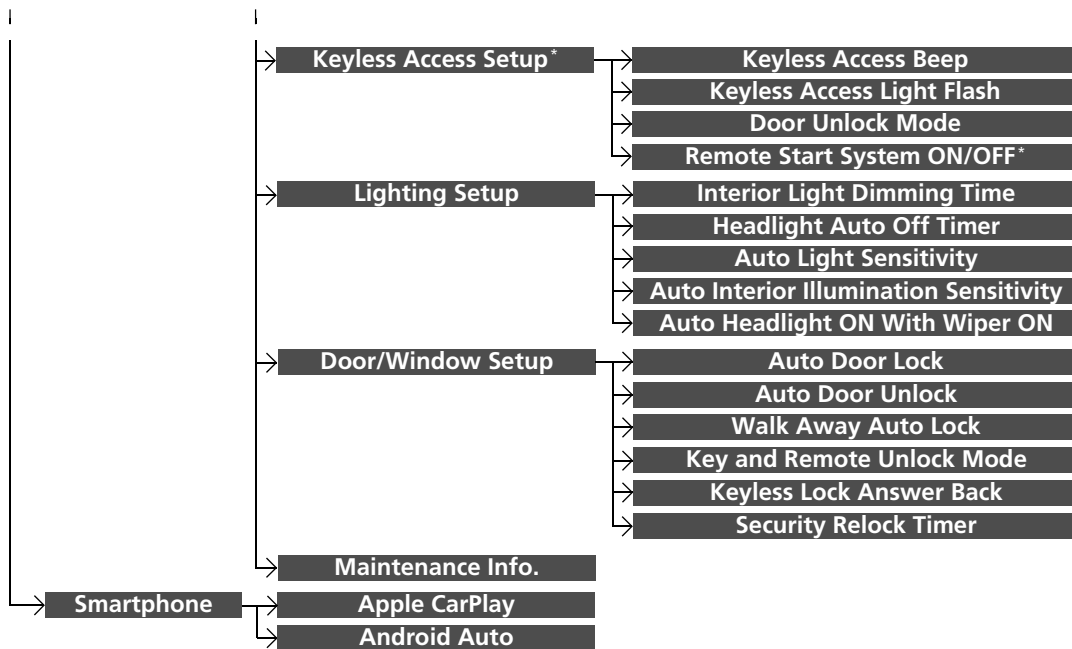 Keyless Access Setup*
Keyless Access Beep
Keyless Access Light Flash
Door Unlock Mode
Remote Start System ON/OFF*
Lighting Setup
Interior Light Dimming Time
Headlight Auto Off Timer
Auto Light Sensitivity
Auto Interior Illumination Sensitivity
Auto Headlight ON With Wiper ON
Door/Window Setup
Auto Door Lock
Auto Door Unlock
Walk Away Auto Lock
Key and Remote Unlock Mode
Keyless Lock Answer Back
Security Relock Timer
Maintenance Info.
Smartphone
Apple CarPlay
Android Auto